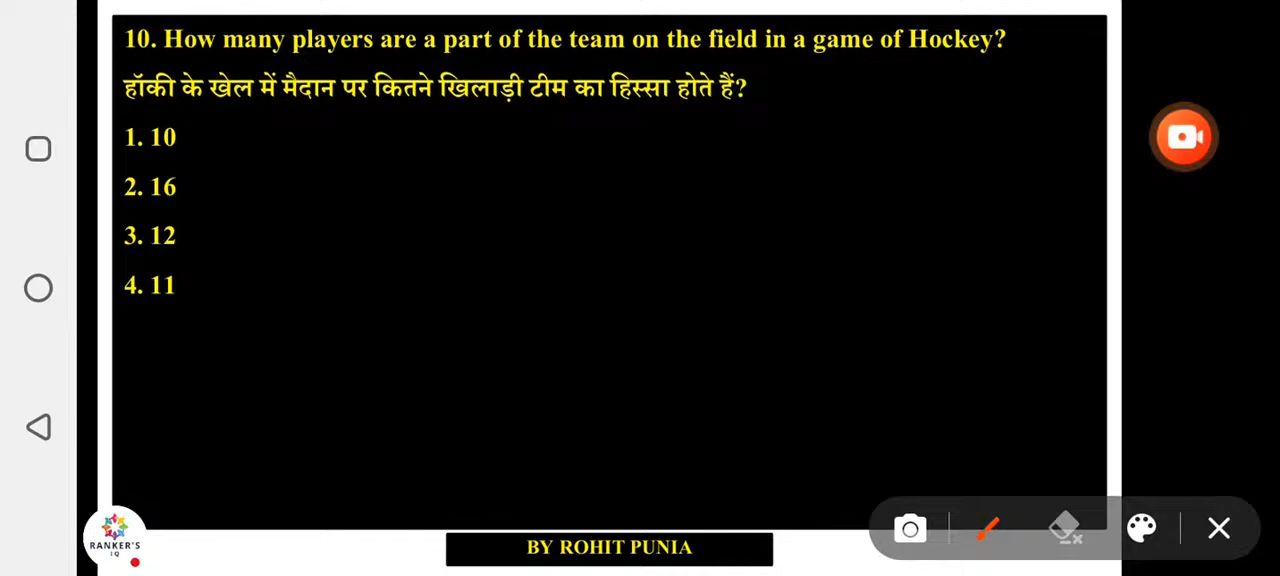 10. How many players are a part of the team on the field in a game of Hockey?
हॉकी के खेल में मैदान पर कितने खिलाड़ी टीम का हिस्सा होते हैं?
1. 10
2. 16
3. 12
4. 11
RANKER'S
IQ
BY ROHIT PUNIA